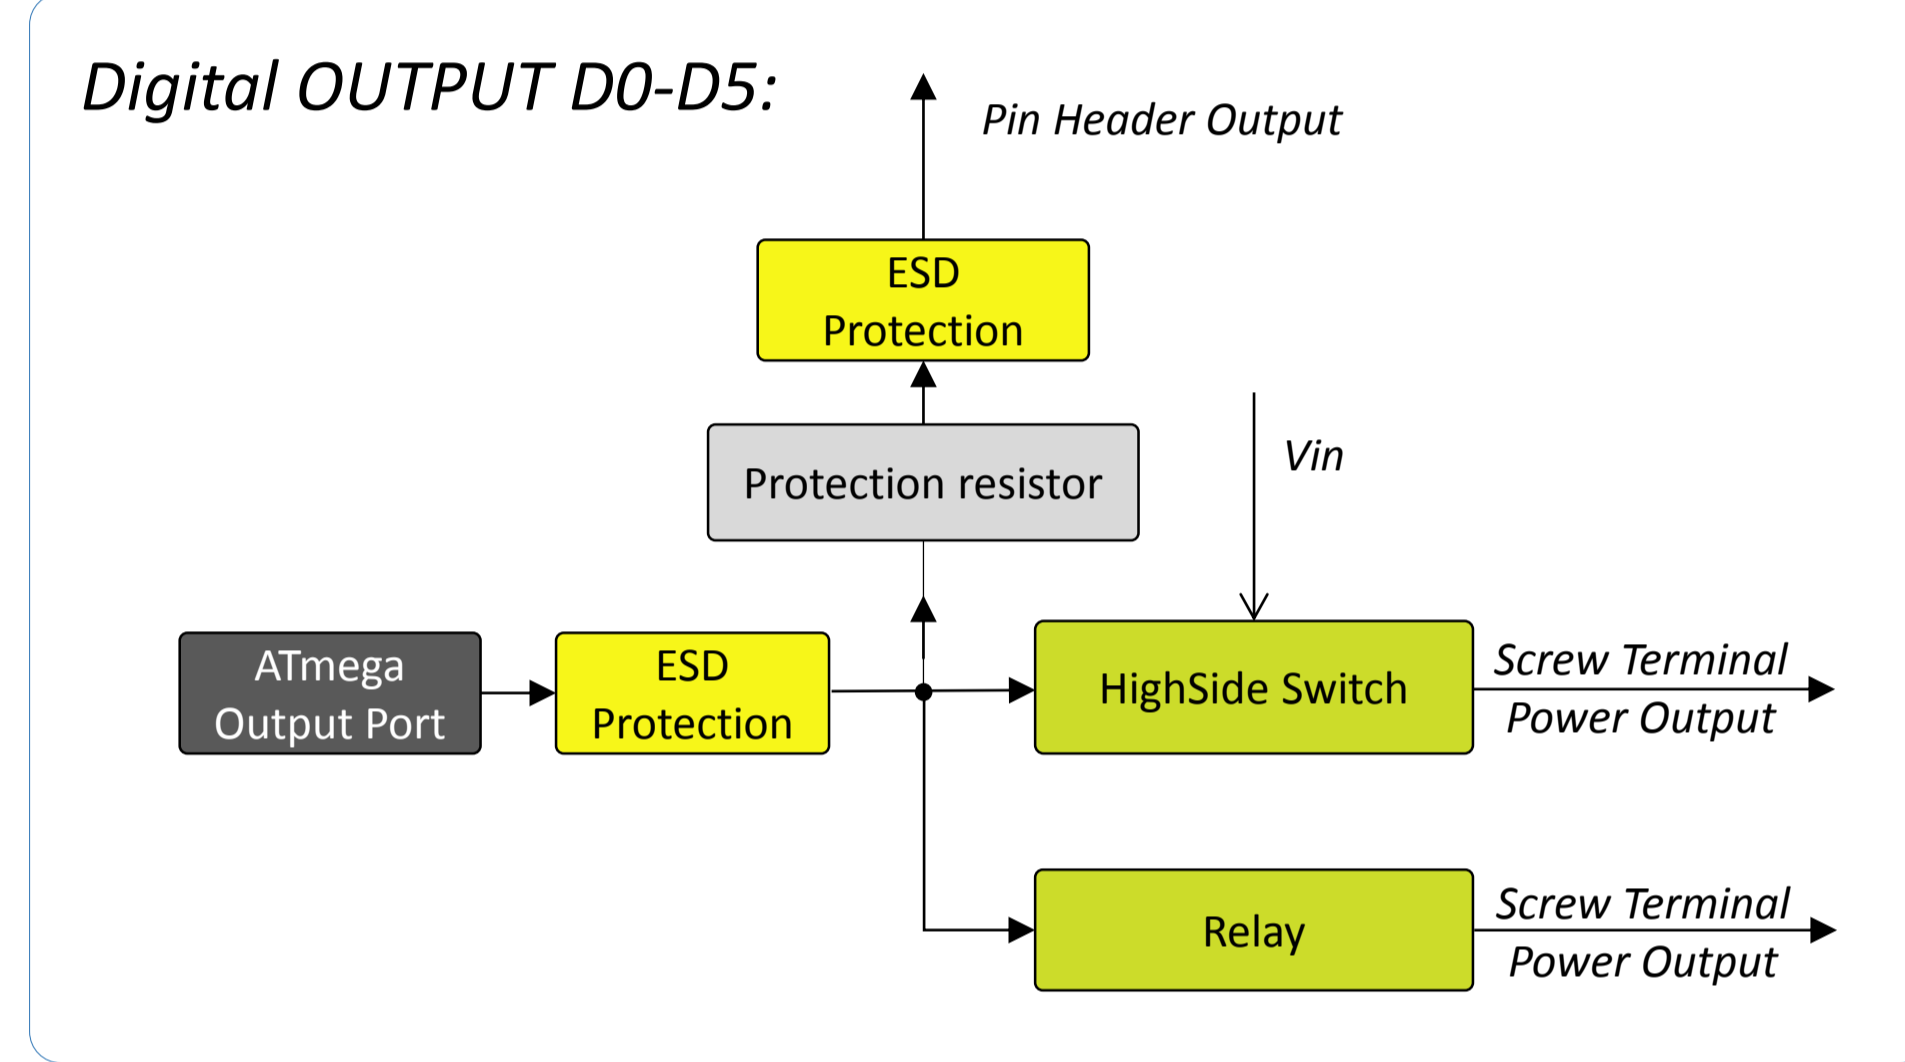 Digital OUTPUT D0-D5:
Pin Header Output
ESD
Protection
Protection resistor
Vin
ATmega
Output Port
ESD
Protection
HighSide Switch
Screw Terminal
Power Output
Relay
Screw Terminal
Power Output